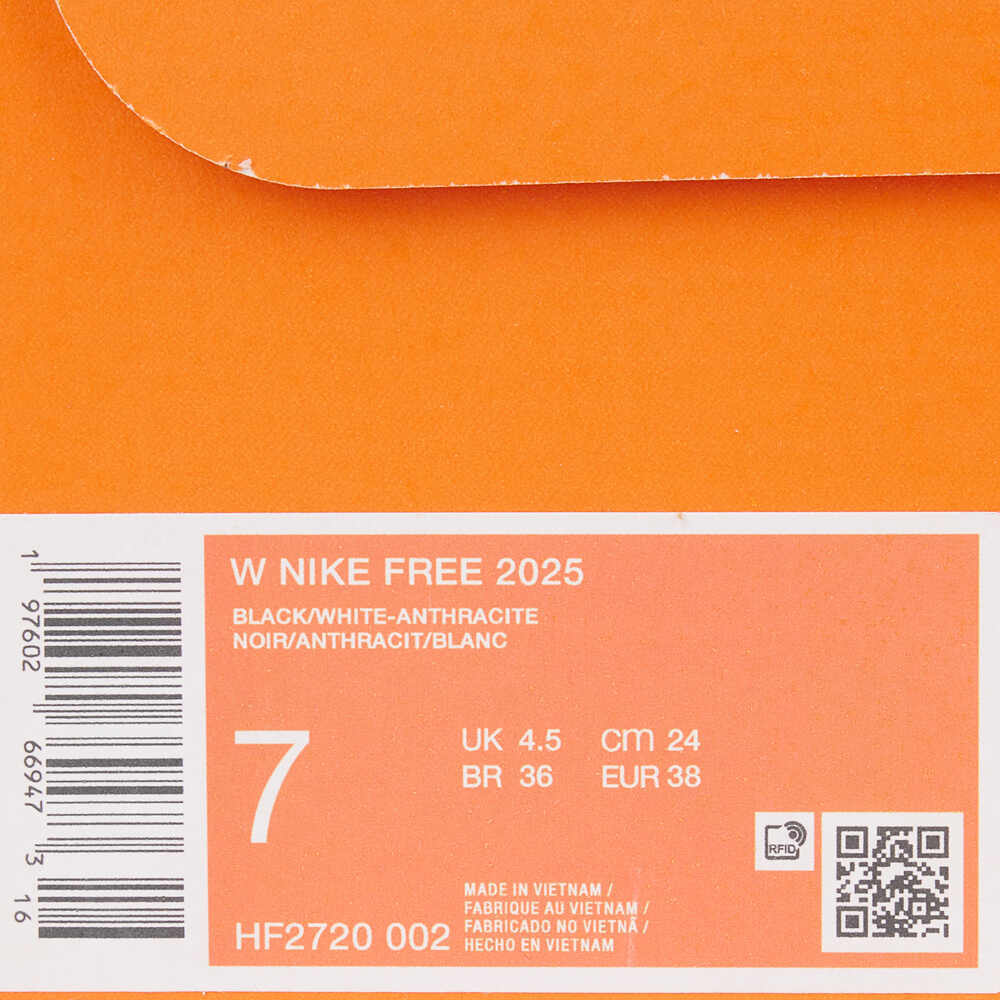 W NIKE FREE 2025
BLACK/WHITE-ANTHRACITE
NOIR/ANTHRACIT/BLANC
7
UK 4.5 cm 24
BR 36 EUR 38
RFID
MADE IN VIETNAM /
FABRIQUE AU VIETNAM /
FABRICADO NO VIETNÃ /
HECHO EN VIETNAM
HF2720 002
1 97602 66947 3 16